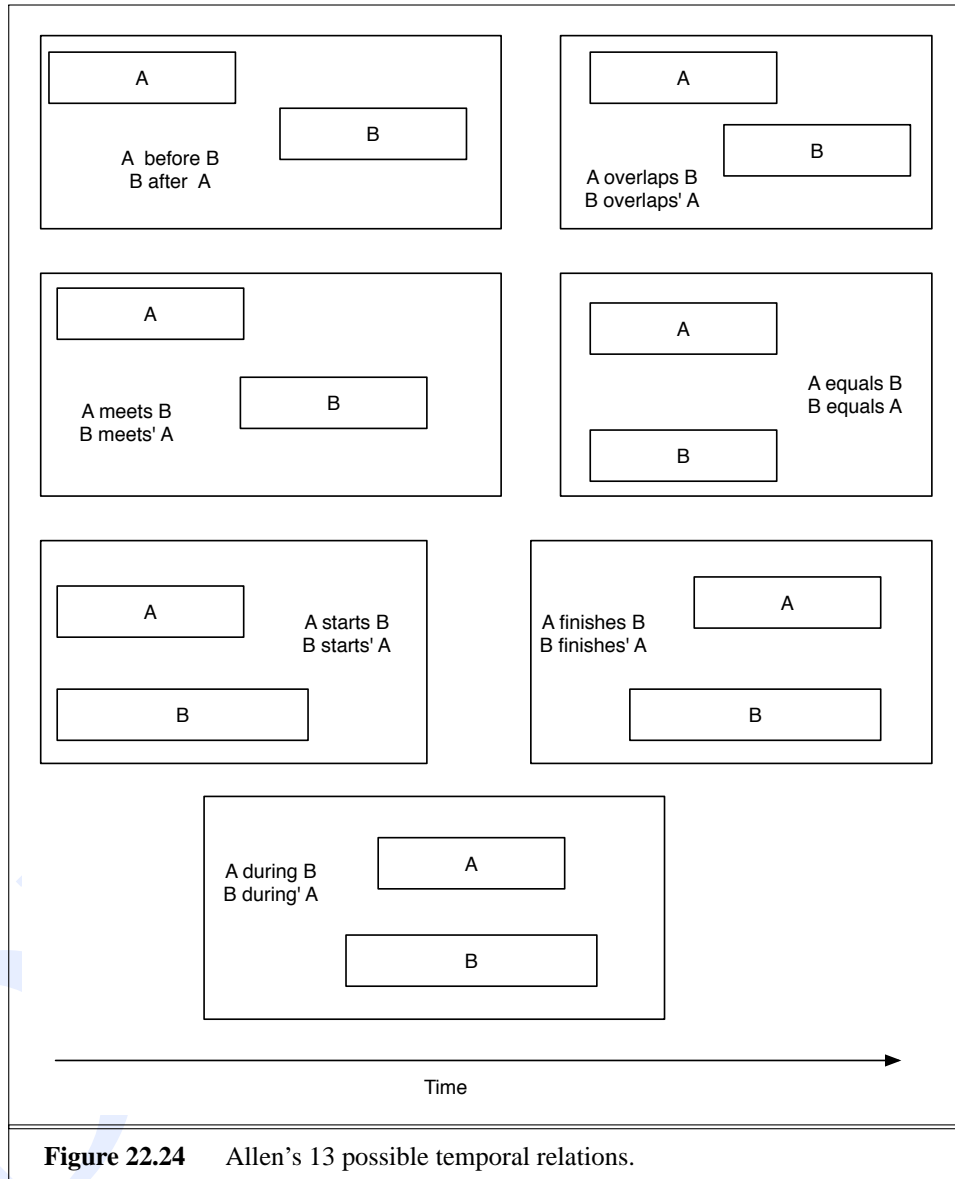 A
B
A before B
B after A
A
B
A overlaps B
B overlaps' A
A
B
A meets B
B meets' A
A
A equals B
B equals A
B
A
A starts B
B starts' A
B
A
A finishes B
B finishes' A
B
A during B
B during' A
A
B
Time
Figure 22.24 Allen's 13 possible temporal relations.